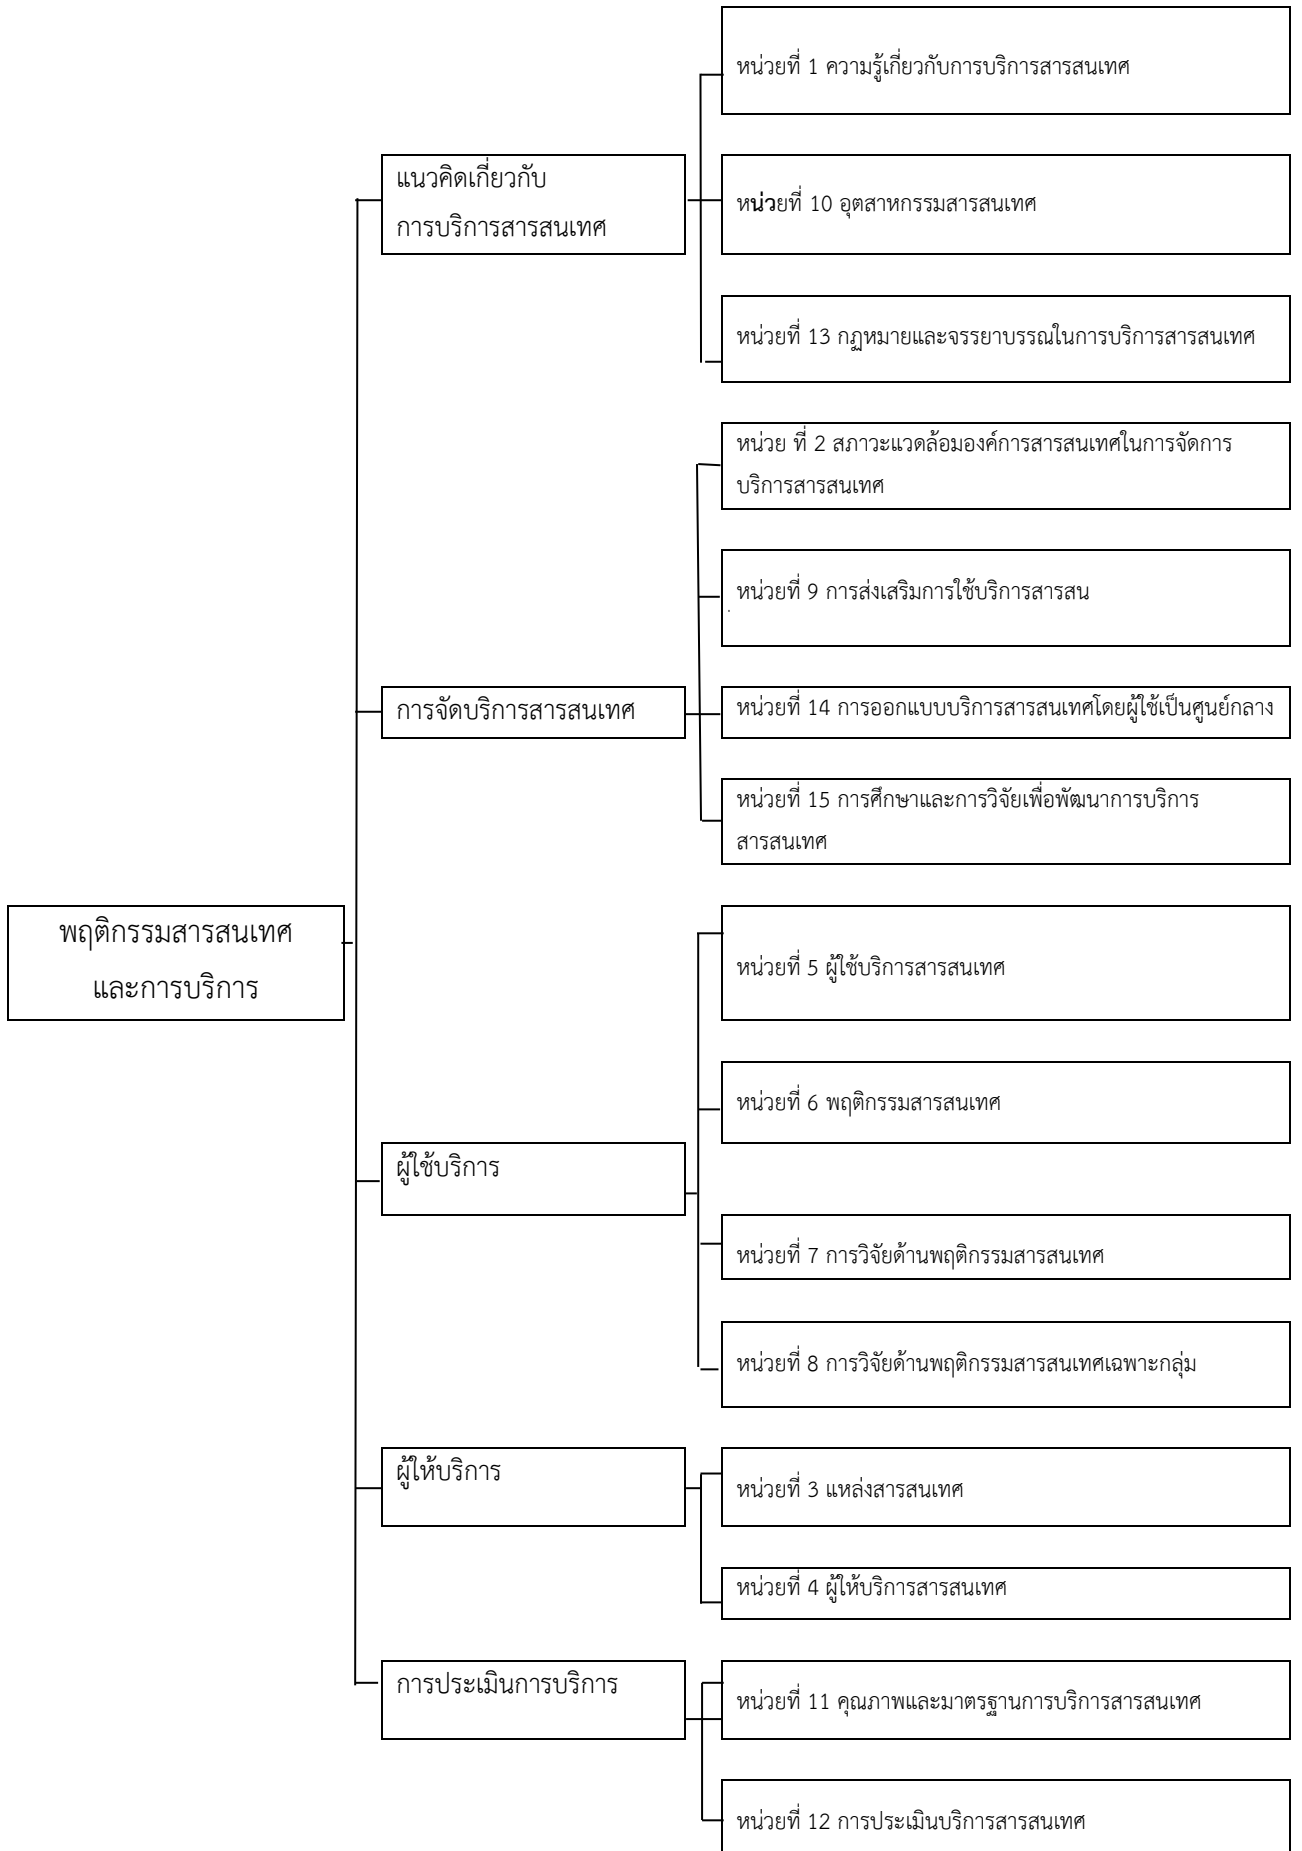 พฤติกรรมสารสนเทศ
และการบริการ
แนวคิดเกี่ยวกับ
การบริการสารสนเทศ
หน่วยที่ 1 ความรู้เกี่ยวกับการบริการสารสนเทศ
หน่วยที่ 10 อุตสาหกรรมสารสนเทศ
หน่วยที่ 13 กฏหมายและจรรยาบรรณในการบริการสารสนเทศ
การจัดบริการสารสนเทศ
หน่วย ที่ 2 สภาวะแวดล้อมองค์การสารสนเทศในการจัดการ
บริการสารสนเทศ
หน่วยที่ 9 การส่งเสริมการใช้บริการสารสน
หน่วยที่ 14 การออกแบบบริการสารสนเทศโดยผู้ใช้เป็นศูนย์กลาง
หน่วยที่ 15 การศึกษาและการวิจัยเพื่อพัฒนาการบริการ
สารสนเทศ
ผู้ใช้บริการ
หน่วยที่ 5 ผู้ใช้บริการสารสนเทศ
หน่วยที่ 6 พฤติกรรมสารสนเทศ
หน่วยที่ 7 การวิจัยด้านพฤติกรรมสารสนเทศ
หน่วยที่ 8 การวิจัยด้านพฤติกรรมสารสนเทศเฉพาะกลุ่ม
ผู้ให้บริการ
หน่วยที่ 3 แหล่งสารสนเทศ
หน่วยที่ 4 ผู้ให้บริการสารสนเทศ
การประเมินการบริการ
หน่วยที่ 11 คุณภาพและมาตรฐานการบริการสารสนเทศ
หน่วยที่ 12 การประเมินบริการสารสนเทศ